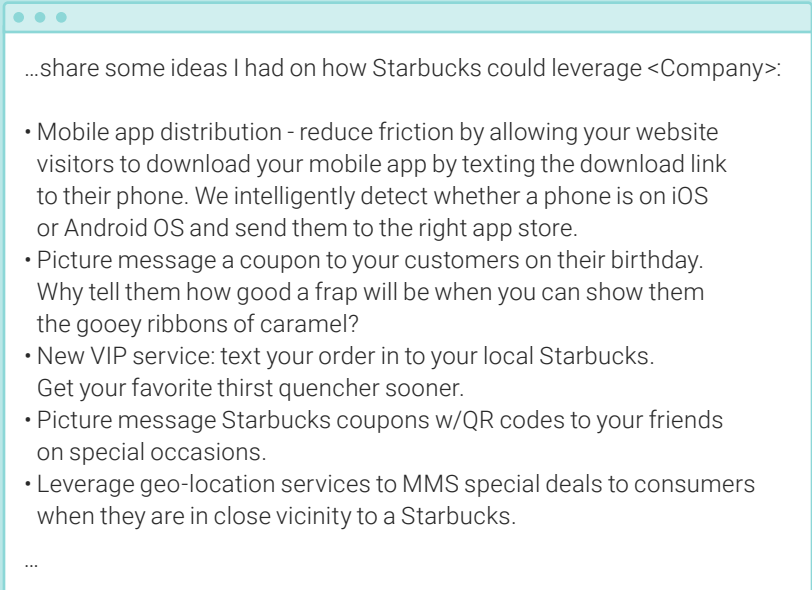 …share some ideas I had on how Starbucks could leverage <Company>:
• Mobile app distribution - reduce friction by allowing your website
visitors to download your mobile app by texting the download link
to their phone. We intelligently detect whether a phone is on iOS
or Android OS and send them to the right app store.
• Picture message a coupon to your customers on their birthday.
Why tell them how good a frap will be when you can show them
the gooey ribbons of caramel?
• New VIP service: text your order in to your local Starbucks.
Get your favorite thirst quencher sooner.
• Picture message Starbucks coupons w/QR codes to your friends
on special occasions.
• Leverage geo-location services to MMS special deals to consumers
when they are in close vicinity to a Starbucks.
…